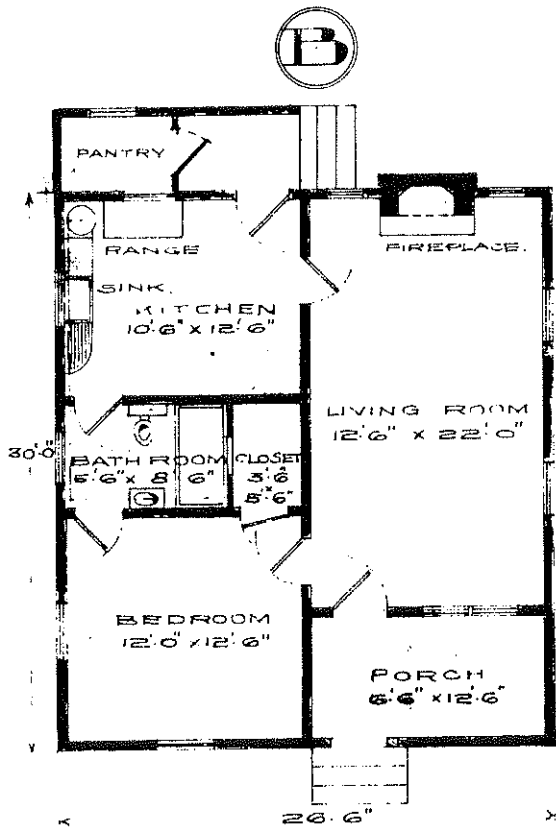 B
PANTRY
RANGE
FIREPLACE.
SINK.
KITCHEN
10'6" x 12'6"
LIVING ROOM
12'6" x 22'0"
30'0"
BATH ROOM
5'6" x 8'6"
CLOSET
3'6"
x
5'6"
BEDROOM
12'0" x 12'6"
PORCH
6'6" x 12'6"
26'6"